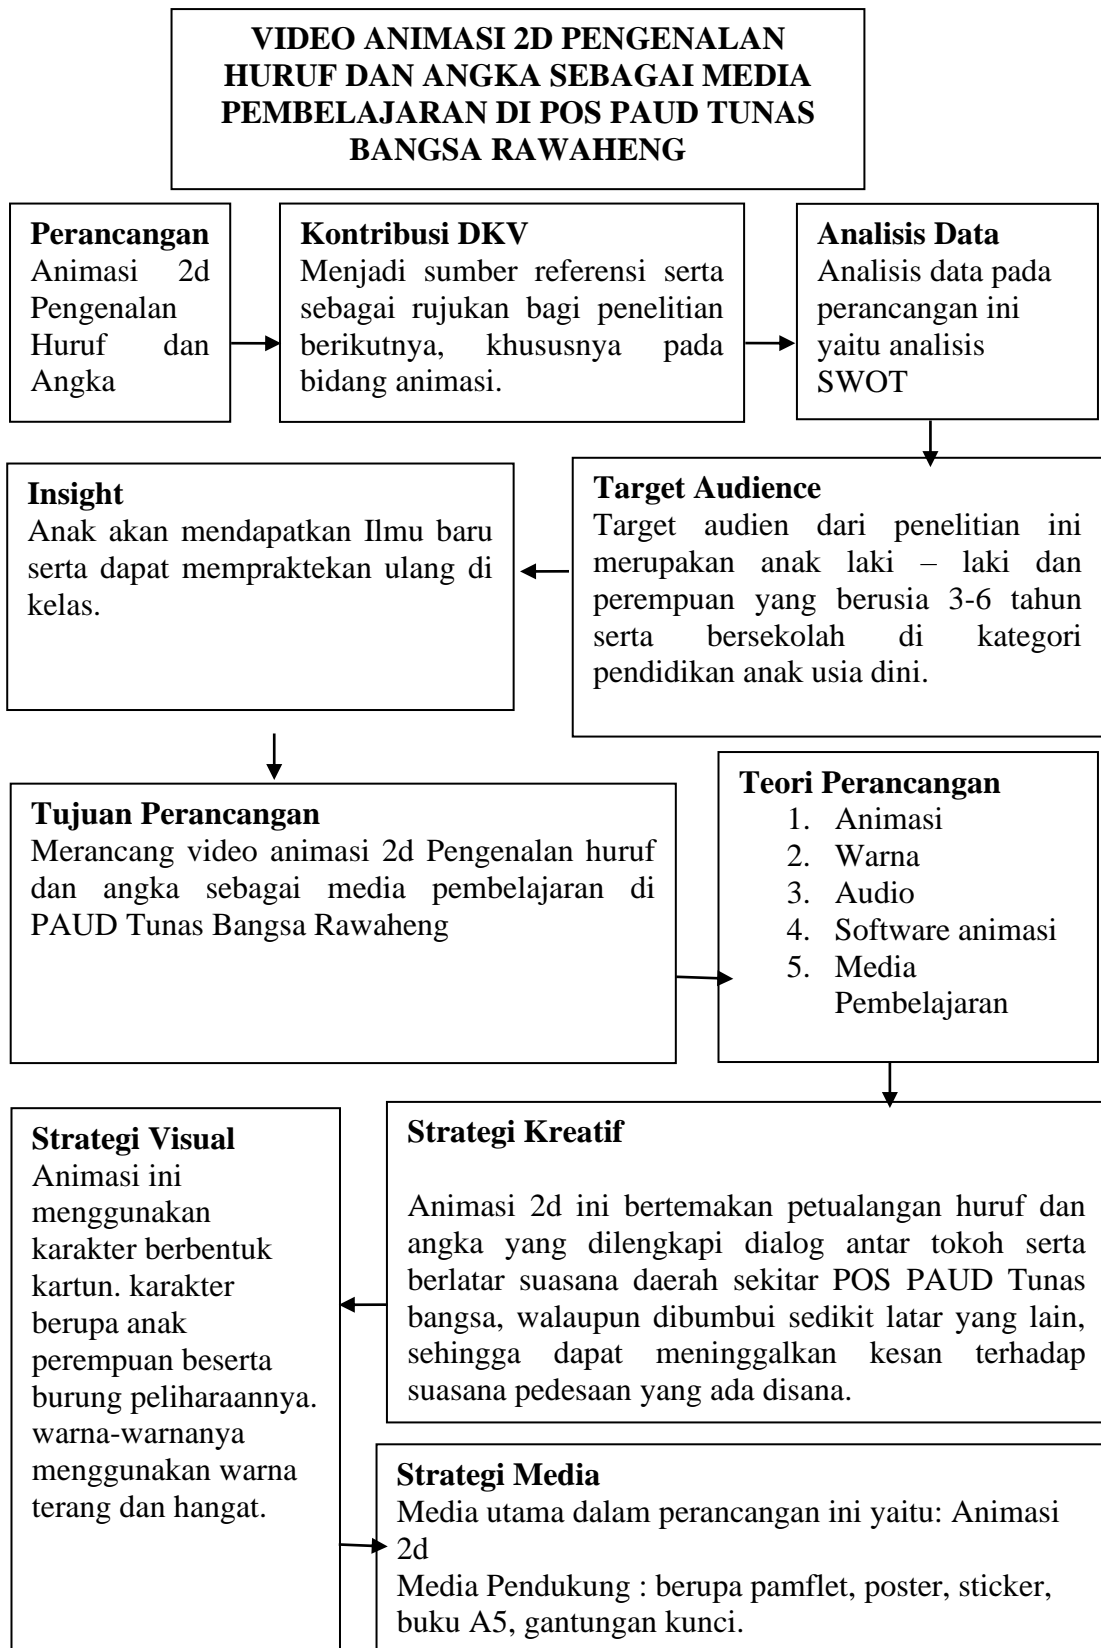 VIDEO ANIMASI 2D PENGENALAN
HURUF DAN ANGKA SEBAGAI MEDIA
PEMBELAJARAN DI POS PAUD TUNAS
BANGSA RAWAHENG
Perancangan
Animasi 2d
Pengenalan
Huruf dan
Angka
Kontribusi DKV
Menjadi sumber referensi serta
sebagai rujukan bagi penelitian
berikutnya, khususnya pada
bidang animasi.
Analisis Data
Analisis data pada
perancangan ini
yaitu analisis
SWOT
Target Audience
Target audien dari penelitian ini
merupakan anak laki – laki dan
perempuan yang berusia 3-6 tahun
serta bersekolah di kategori
pendidikan anak usia dini.
Insight
Anak akan mendapatkan Ilmu baru
serta dapat mempraktekan ulang di
kelas.
Tujuan Perancangan
Merancang video animasi 2d Pengenalan huruf
dan angka sebagai media pembelajaran di
PAUD Tunas Bangsa Rawaheng
Teori Perancangan
1. Animasi
2. Warna
3. Audio
4. Software animasi
5. Media
Pembelajaran
Strategi Kreatif
Animasi 2d ini bertemakan petualangan huruf dan
angka yang dilengkapi dialog antar tokoh serta
berlatar suasana daerah sekitar POS PAUD Tunas
bangsa, walaupun dibumbui sedikit latar yang lain,
sehingga dapat meninggalkan kesan terhadap
suasana pedesaan yang ada disana.
Strategi Visual
Animasi ini
menggunakan
karakter berbentuk
kartun. karakter
berupa anak
perempuan beserta
burung peliharaannya.
warna-warnanya
menggunakan warna
terang dan hangat.
Strategi Media
Media utama dalam perancangan ini yaitu: Animasi
2d
Media Pendukung : berupa pamflet, poster, sticker,
buku A5, gantungan kunci.